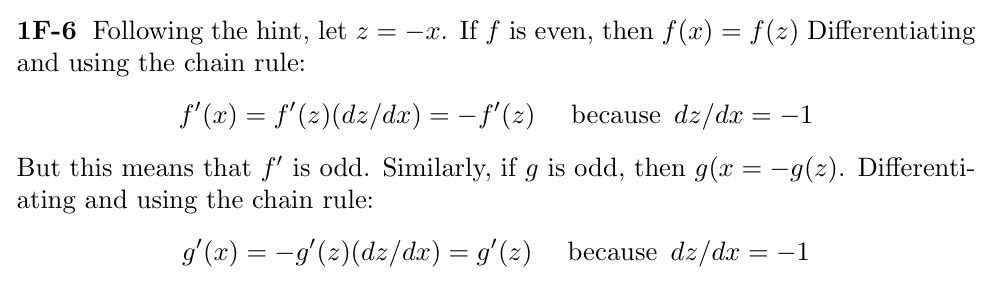 1F-6 Following the hint, let z = −x. If f is even, then f(x) = f(z) Differentiating
and using the chain rule:
f′(x) = f′(z)(dz/dx) = −f′(z) because dz/dx = −1
But this means that f′ is odd. Similarly, if g is odd, then g(x = −g(z). Differenti-
ating and using the chain rule:
g′(x) = −g′(z)(dz/dx) = g′(z) because dz/dx = −1